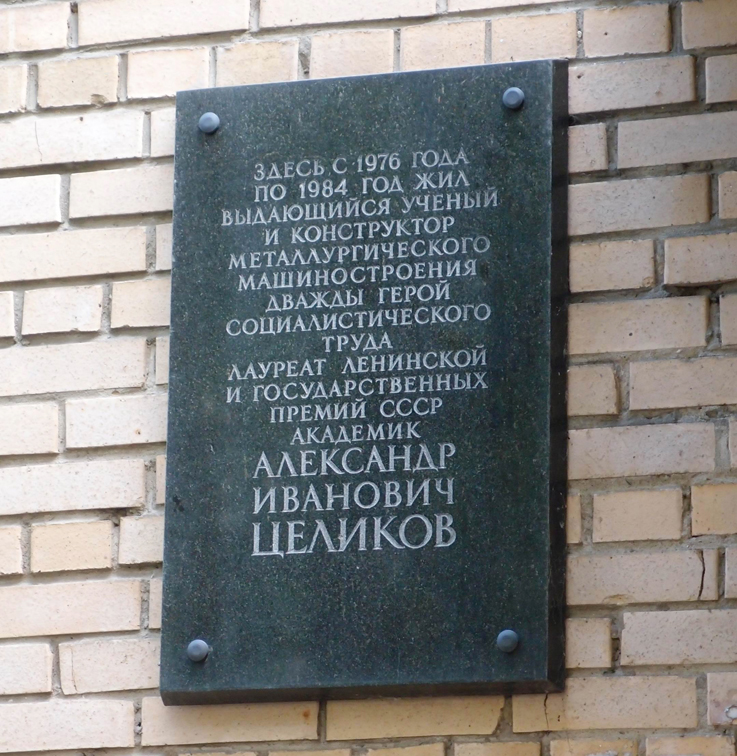 ЗДЕСЬ С 1976 ГОДА
ПО 1984 ГОД ЖИЛ
ВЫДАЮЩИЙСЯ УЧЕНЫЙ
И КОНСТРУКТОР
МЕТАЛЛУРГИЧЕСКОГО
МАШИНОСТРОЕНИЯ
ДВАЖДЫ ГЕРОЙ
СОЦИАЛИСТИЧЕСКОГО
ТРУДА
ЛАУРЕАТ ЛЕНИНСКОЙ
И ГОСУДАРСТВЕННЫХ
ПРЕМИЙ СССР
АКАДЕМИК
АЛЕКСАНДР
ИВАНОВИЧ
ЦЕЛИКОВ